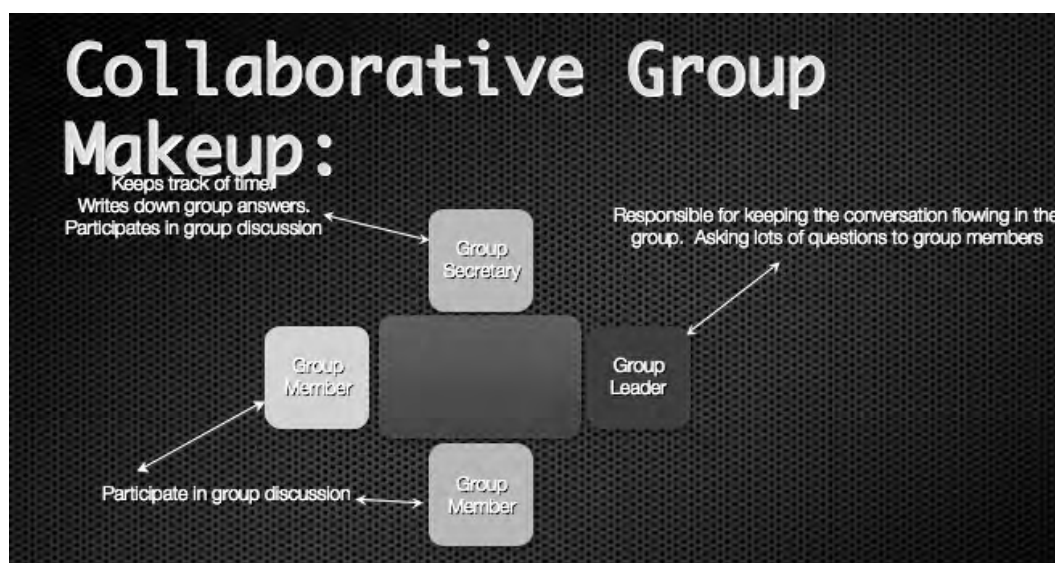 Collaborative Group
Makeup:
Keeps track of time.
Writes down group answers.
Participates in group discussion
Responsible for keeping the conversation flowing in the
group. Asking lots of questions to group members
Group
Secretary
Group
Member
Group
Leader
Participate in group discussion
Group
Member